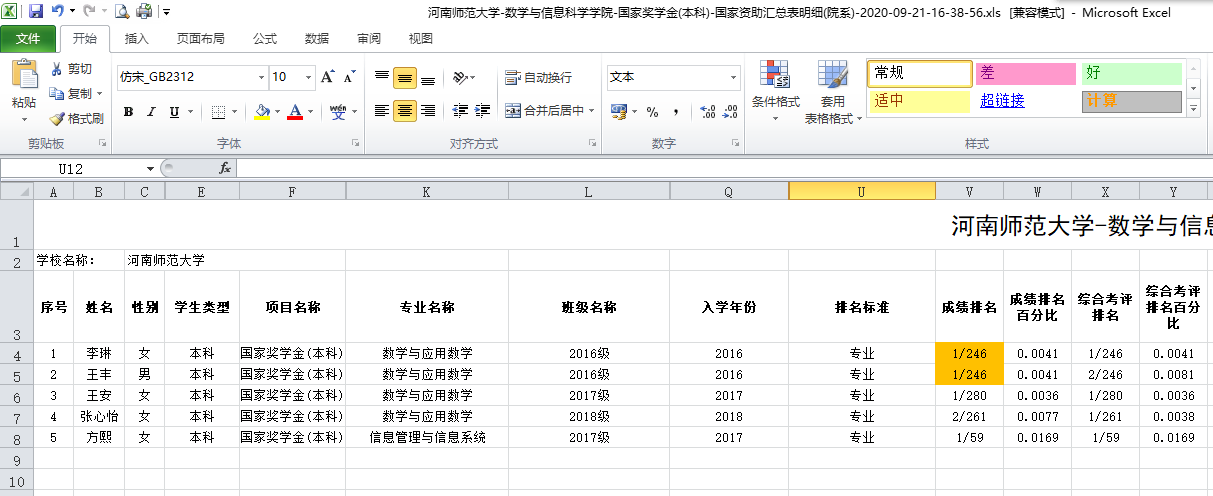 河南师范大学-数学与信息科学学院-国家奖学金(本科)-国家资助汇总表明细(院系)-2020-09-21-16-38-56.xls [兼容模式] - Microsoft Excel
文件 开始 插入 页面布局 公式 数据 审阅 视图
粘贴 剪切 复制 格式刷 剪贴板
仿宋_GB2312 10 A A B I U A wén 文 字体
自动换行 合并后居中 对齐方式
文本 % , .00 .0 .00 数字
条件格式 套用表格格式 常规 差 好 适中 超链接 计算 样式
U12 fx
A B C E F K L Q U V W X Y
1 河南师范大学-数学与信息
2 学校名称: 河南师范大学
3 序号 姓名 性别 学生类型 项目名称 专业名称 班级名称 入学年份 排名标准 成绩排名 成绩排名百分比 综合考评排名 综合考评排名百分比
4 1 李琳 女 本科 国家奖学金(本科) 数学与应用数学 2016级 2016 专业 1/246 0.0041 1/246 0.0041
5 2 王丰 男 本科 国家奖学金(本科) 数学与应用数学 2016级 2016 专业 1/246 0.0041 2/246 0.0081
6 3 王安 女 本科 国家奖学金(本科) 数学与应用数学 2017级 2017 专业 1/280 0.0036 1/280 0.0036
7 4 张心怡 女 本科 国家奖学金(本科) 数学与应用数学 2018级 2018 专业 2/261 0.0077 1/261 0.0038
8 5 方熙 女 本科 国家奖学金(本科) 信息管理与信息系统 2017级 2017 专业 1/59 0.0169 1/59 0.0169
9
10